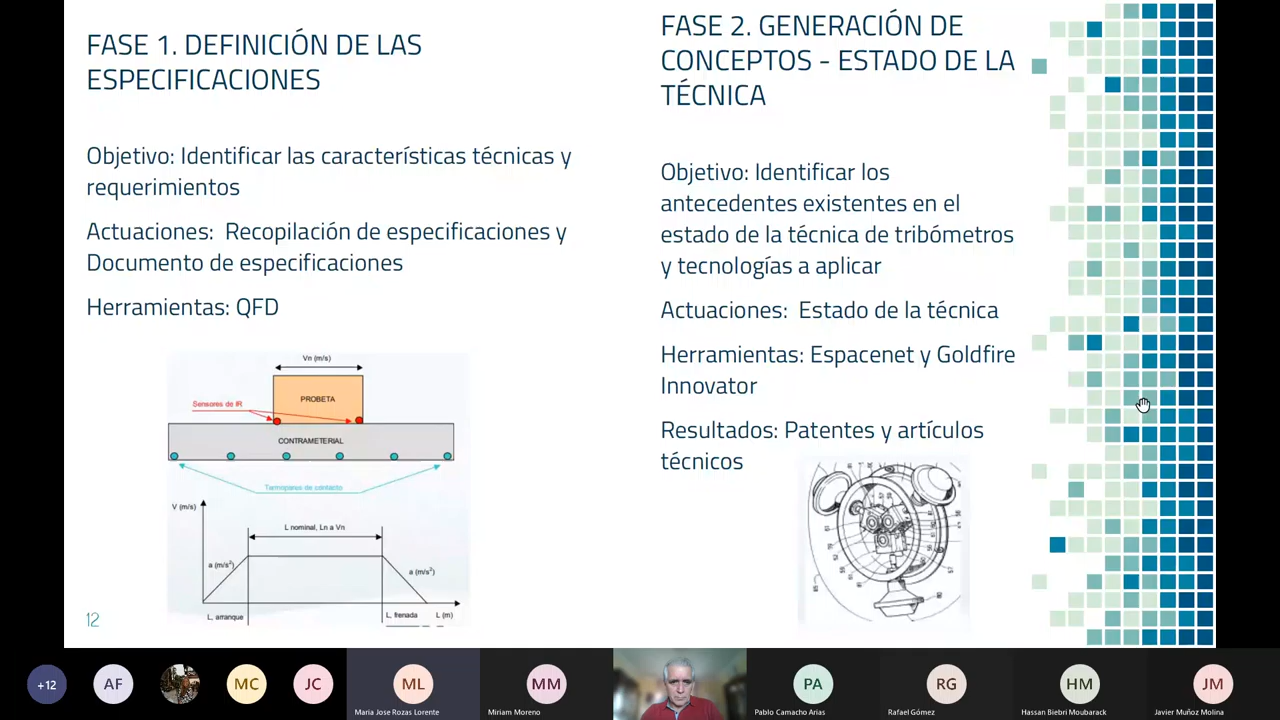 FASE 1. DEFINICIÓN DE LAS
ESPECIFICACIONES
Objetivo: Identificar las características técnicas y
requerimientos
Actuaciones:  Recopilación de especificaciones y
Documento de especificaciones
Herramientas: QFD
Vn (m/s)
PROBETA
Sensores de IR
CONTRAMETERIAL
Termopares de contacto
V (m/s)
L nominal, Ln a Vn
a (m/s²)
a (m/s²)
L, arranque
L, frenada
L (m)
12
FASE 2. GENERACIÓN DE
CONCEPTOS - ESTADO DE LA
TÉCNICA
Objetivo: Identificar los
antecedentes existentes en el
estado de la técnica de tribómetros
y tecnologías a aplicar
Actuaciones:  Estado de la técnica
Herramientas: Espacenet y Goldfire
Innovator
Resultados: Patentes y artículos
técnicos
+12
AF
MC
JC
ML
MM
PA
RG
HM
JM
Maria Jose Rozas Lorente
Miriam Moreno
Pablo Camacho Arias
Rafael Gómez
Hassan Biebri Moubarack
Javier Muñoz Molina